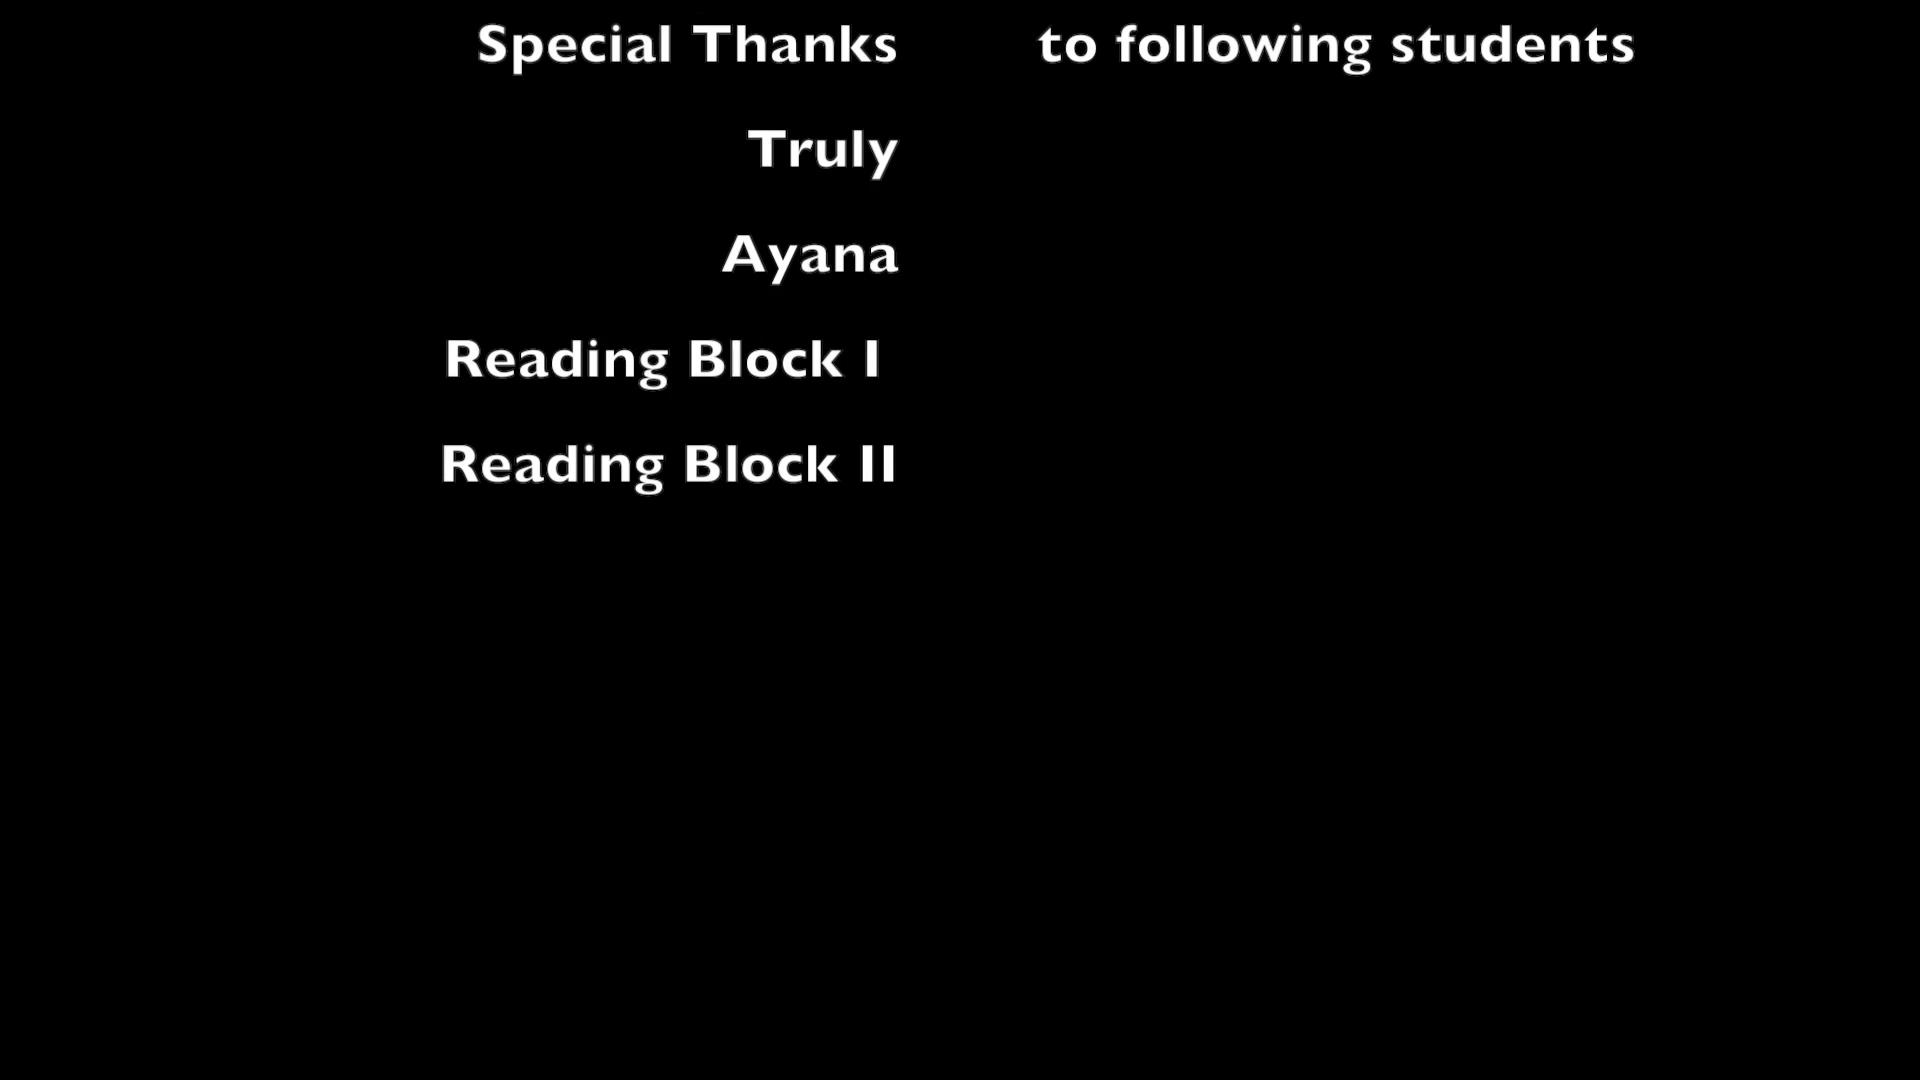 Special Thanks to following students
Truly
Ayana
Reading Block I
Reading Block II